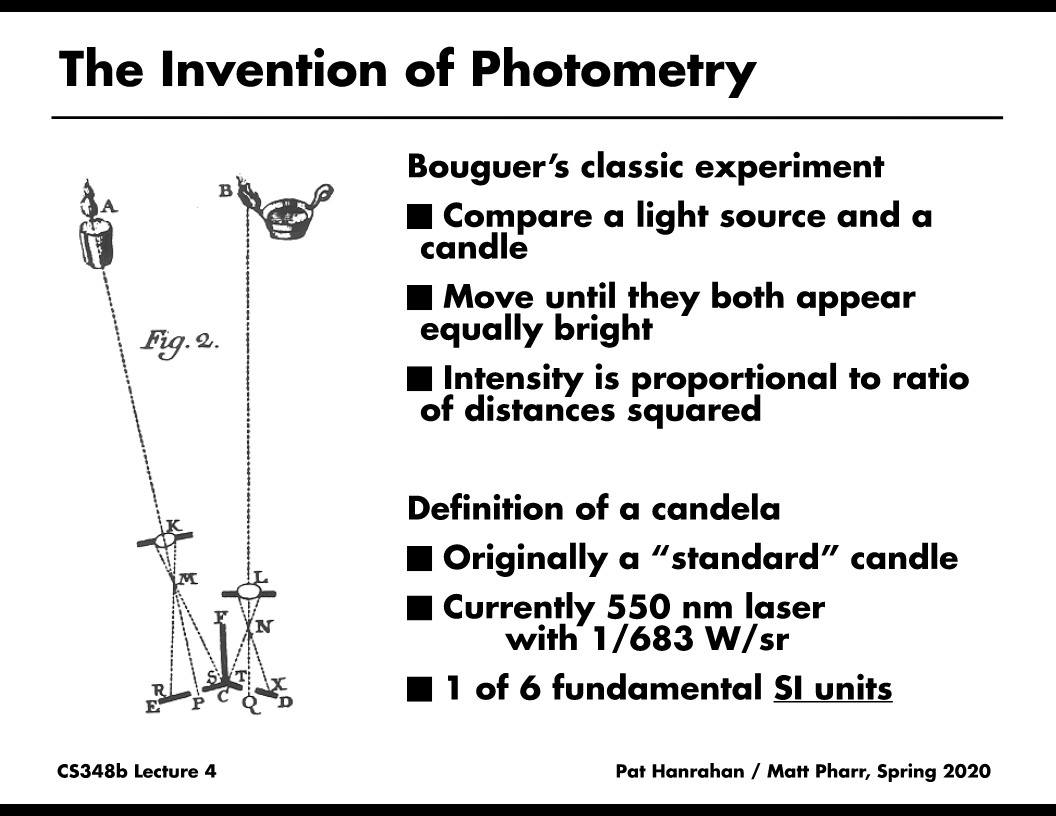 The Invention of Photometry
A
B
Fig. 2.
K
M
L
F
N
S
T
R
E
P
C
Q
X
D
Bouguer’s classic experiment
■ Compare a light source and a
candle
■ Move until they both appear
equally bright
■ Intensity is proportional to ratio
of distances squared
Definition of a candela
■ Originally a “standard” candle
■ Currently 550 nm laser
with 1/683 W/sr
■ 1 of 6 fundamental SI units
CS348b Lecture 4
Pat Hanrahan / Matt Pharr, Spring 2020